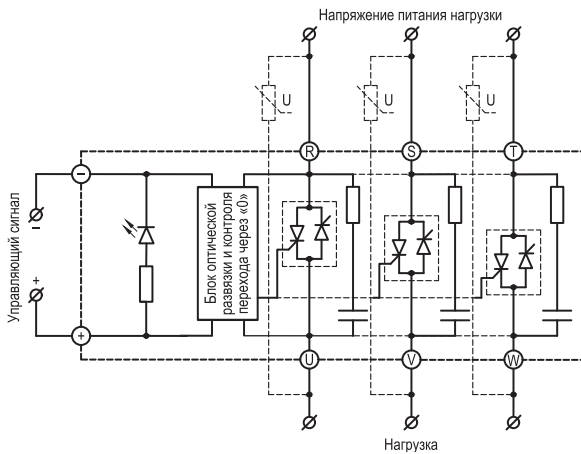 Напряжение питания нагрузки
U
U
U
R
S
T
−
Управляющий сигнал
−
+
Блок оптической
развязки и контроля
перехода через «0»
+
U
V
W
Нагрузка